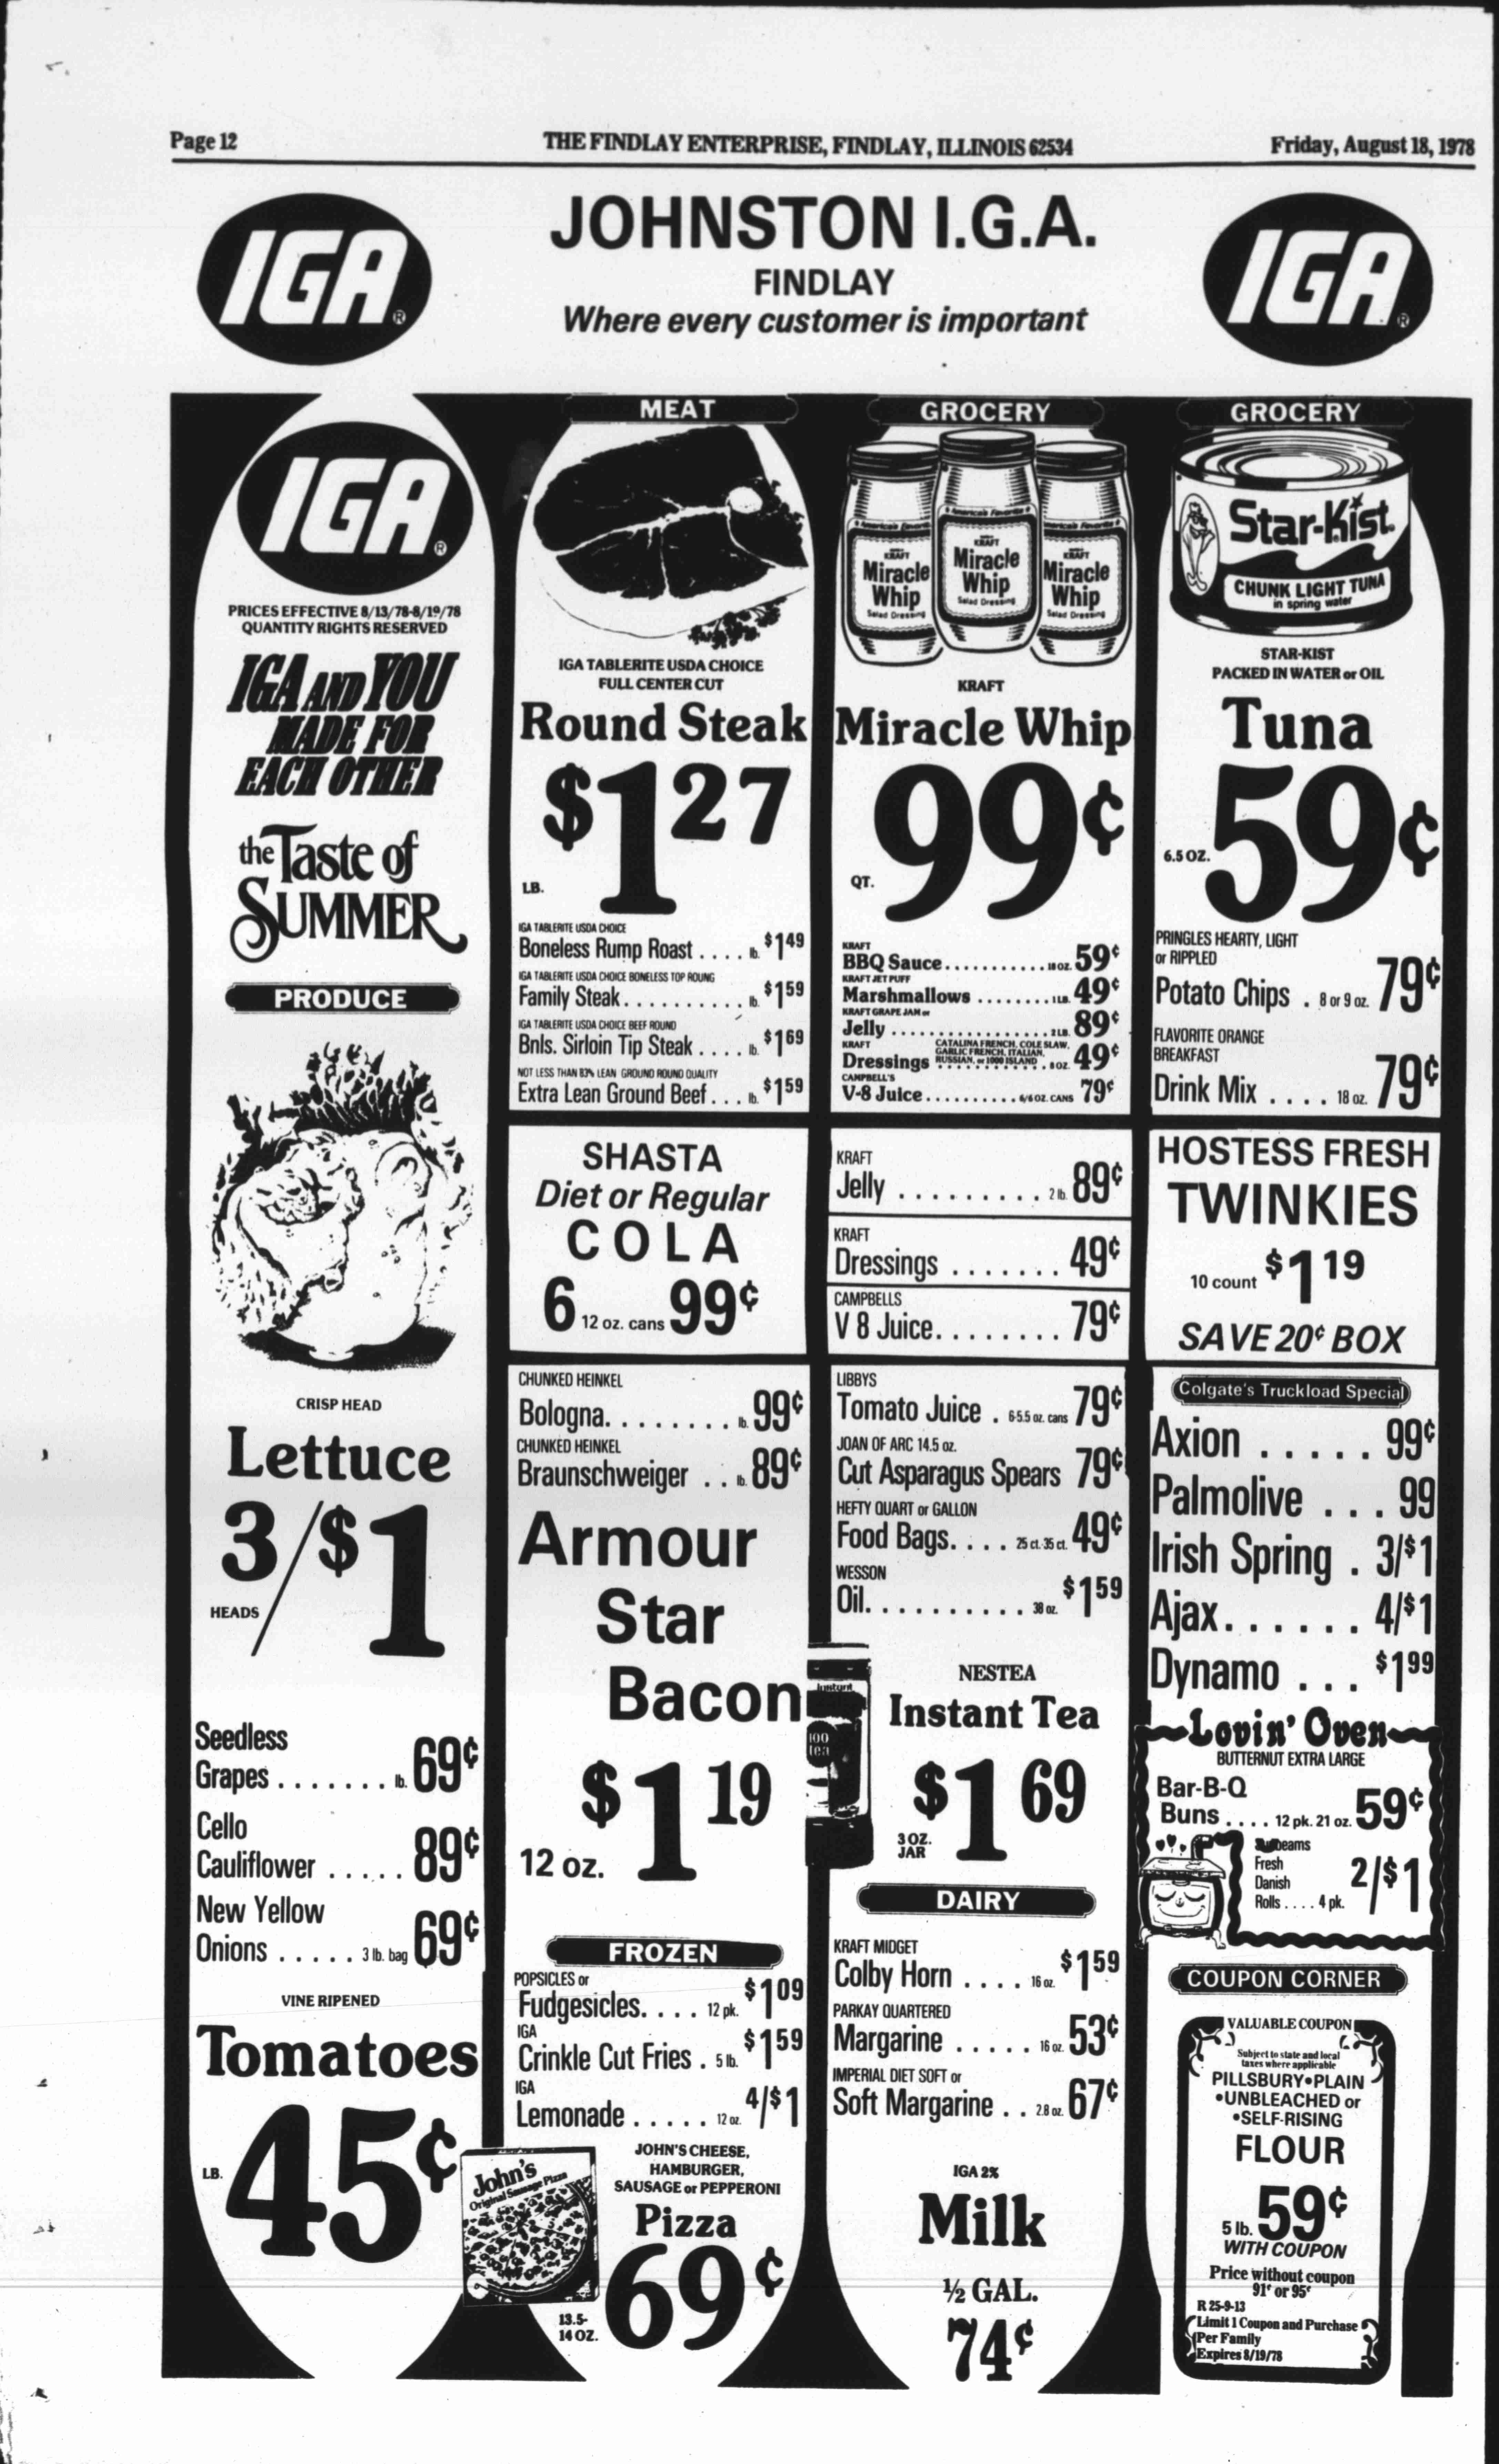 Page 12
THE FINDLAY ENTERPRISE, FINDLAY, ILLINOIS 62534
Friday, August 18, 1978
IGA®
JOHNSTON I.G.A.
FINDLAY
Where every customer is important
IGA®
IGA®
PRICES EFFECTIVE 8/13/78-8/19/78
QUANTITY RIGHTS RESERVED
IGA AND YOU
MADE FOR
EACH OTHER
the Taste of
SUMMER
PRODUCE
CRISP HEAD
Lettuce
3/$1
HEADS
Seedless
Grapes ....... lb. 69¢
Cello
Cauliflower ..... 89¢
New Yellow
Onions ..... 3 lb. bag 69¢
VINE RIPENED
Tomatoes
LB. 45¢
MEAT
IGA TABLERITE USDA CHOICE
FULL CENTER CUT
Round Steak
$1 27
LB.
IGA TABLERITE USDA CHOICE
Boneless Rump Roast .... lb. $1 49
IGA TABLERITE USDA CHOICE BONELESS TOP ROUNG
Family Steak.......... lb. $1 59
IGA TABLERITE USDA CHOICE BEEF ROUND
Bnls. Sirloin Tip Steak .... lb. $1 69
NOT LESS THAN 83% LEAN GROUND ROUND QUALITY
Extra Lean Ground Beef... lb. $1 59
SHASTA
Diet or Regular
COLA
6 12 oz. cans 99¢
CHUNKED HEINKEL
Bologna........ lb. 99¢
CHUNKED HEINKEL
Braunschweiger .. lb. 89¢
Armour
Star
Bacon
$1 19
12 oz.
FROZEN
POPSICLES or
Fudgesicles.... 12 pk. $1 09
IGA
Crinkle Cut Fries . 5 lb. $1 59
IGA
Lemonade ..... 12 oz. 4/$1
John's
Original Sausage Pizza
JOHN'S CHEESE,
HAMBURGER,
SAUSAGE or PEPPERONI
Pizza
69¢
13.5-
14 OZ.
GROCERY
America's Favorite
KRAFT
Miracle
Whip
Salad Dressing
America's Favorite
KRAFT
Miracle
Whip
Salad Dressing
America's Favorite
KRAFT
Miracle
Whip
Salad Dressing
KRAFT
Miracle Whip
99¢
QT.
KRAFT
BBQ Sauce........... 18 OZ. 59¢
KRAFT JET PUFF
Marshmallows ........ 1 LB. 49¢
KRAFT GRAPE JAM or
Jelly ................. 2 LB. 89¢
KRAFT
CATALINA FRENCH, COLE SLAW,
GARLIC FRENCH, ITALIAN,
RUSSIAN, or 1000 ISLAND
Dressings ............ 8 OZ. 49¢
CAMPBELL'S
V-8 Juice.......... 6/6 OZ. CANS 79¢
KRAFT
Jelly ......... 2 lb. 89¢
KRAFT
Dressings ....... 49¢
CAMPBELLS
V 8 Juice........ 79¢
LIBBYS
Tomato Juice . 6-5.5 oz. cans 79¢
JOAN OF ARC 14.5 oz.
Cut Asparagus Spears 79¢
HEFTY QUART or GALLON
Food Bags.... 25 ct. 35 ct. 49¢
WESSON
Oil.......... 38 oz. $1 59
Instant
100
tea
NESTEA
Instant Tea
$1 69
3 OZ.
JAR
DAIRY
KRAFT MIDGET
Colby Horn .... 16 oz. $1 59
PARKAY QUARTERED
Margarine ..... 16 oz. 53¢
IMPERIAL DIET SOFT or
Soft Margarine .. 2.8 oz. 67¢
IGA 2%
Milk
½ GAL.
74¢
GROCERY
Star-Kist
CHUNK LIGHT TUNA
in spring water
STAR-KIST
PACKED IN WATER or OIL
Tuna
6.5 OZ. 59¢
PRINGLES HEARTY, LIGHT
or RIPPLED
Potato Chips . 8 or 9 oz. 79¢
FLAVORITE ORANGE
BREAKFAST
Drink Mix .... 18 oz. 79¢
HOSTESS FRESH
TWINKIES
10 count $1 19
SAVE 20¢ BOX
Colgate's Truckload Special
Axion ..... 99¢
Palmolive ... 99
Irish Spring . 3/$1
Ajax...... 4/$1
Dynamo ... $1 99
Lovin' Oven
BUTTERNUT EXTRA LARGE
Bar-B-Q
Buns .... 12 pk. 21 oz. 59¢
Fresh
Danish
Rolls .... 4 pk. 2/$1
COUPON CORNER
VALUABLE COUPON
Subject to state and local
taxes where applicable
PILLSBURY•PLAIN
•UNBLEACHED or
•SELF-RISING
FLOUR
5 lb. 59¢
WITH COUPON
Price without coupon
91¢ or 95¢
R 25-9-13
Limit 1 Coupon and Purchase
Per Family
Expires 8/19/78